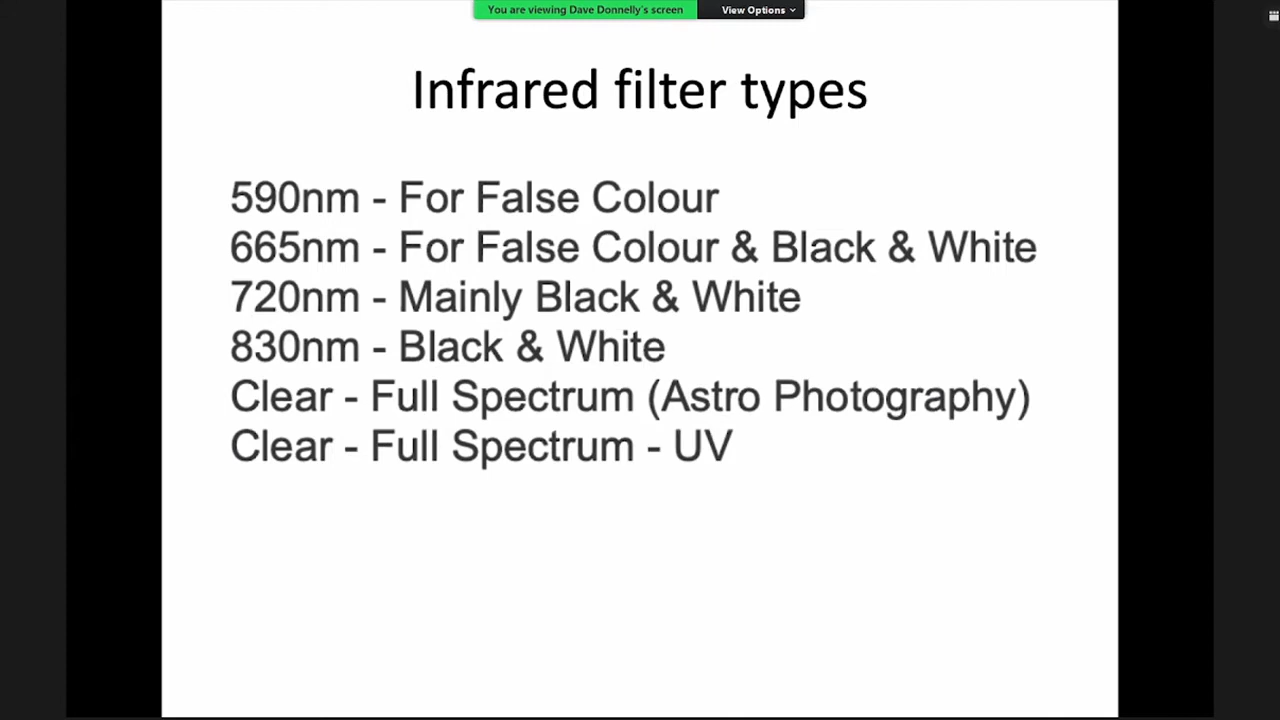 You are viewing Dave Donnelly's screen
View Options
Infrared filter types
590nm - For False Colour
665nm - For False Colour & Black & White
720nm - Mainly Black & White
830nm - Black & White
Clear - Full Spectrum (Astro Photography)
Clear - Full Spectrum - UV